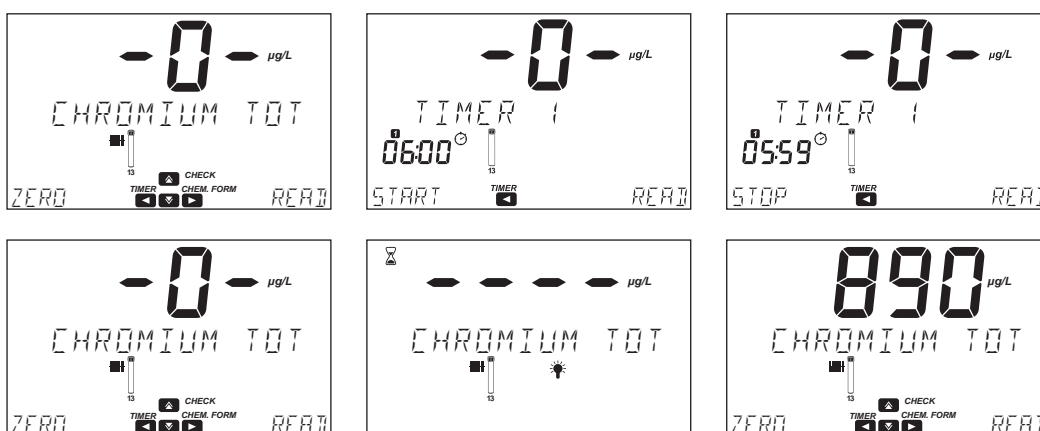 -0- µg/L
CHROMIUM TOT
13
CHECK
TIMER CHEM. FORM
ZERO READ
-0- µg/L
TIMER 1
1
06:00
13
TIMER
START READ
-0- µg/L
TIMER 1
1
05:59
13
TIMER
STOP READ
-0- µg/L
CHROMIUM TOT
13
CHECK
TIMER CHEM. FORM
ZERO READ
---- µg/L
CHROMIUM TOT
13
890 µg/L
CHROMIUM TOT
13
CHECK
TIMER CHEM. FORM
ZERO READ